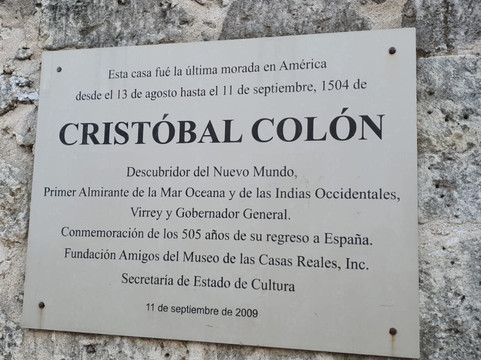 Esta casa fué la última morada en América
desde el 13 de agosto hasta el 11 de septiembre, 1504 de
CRISTÓBAL COLÓN
Descubridor del Nuevo Mundo,
Primer Almirante de la Mar Oceana y de las Indias Occidentales,
Virrey y Gobernador General.
Conmemoración de los 505 años de su regreso a España.
Fundación Amigos del Museo de las Casas Reales, Inc.
Secretaría de Estado de Cultura
11 de septiembre de 2009